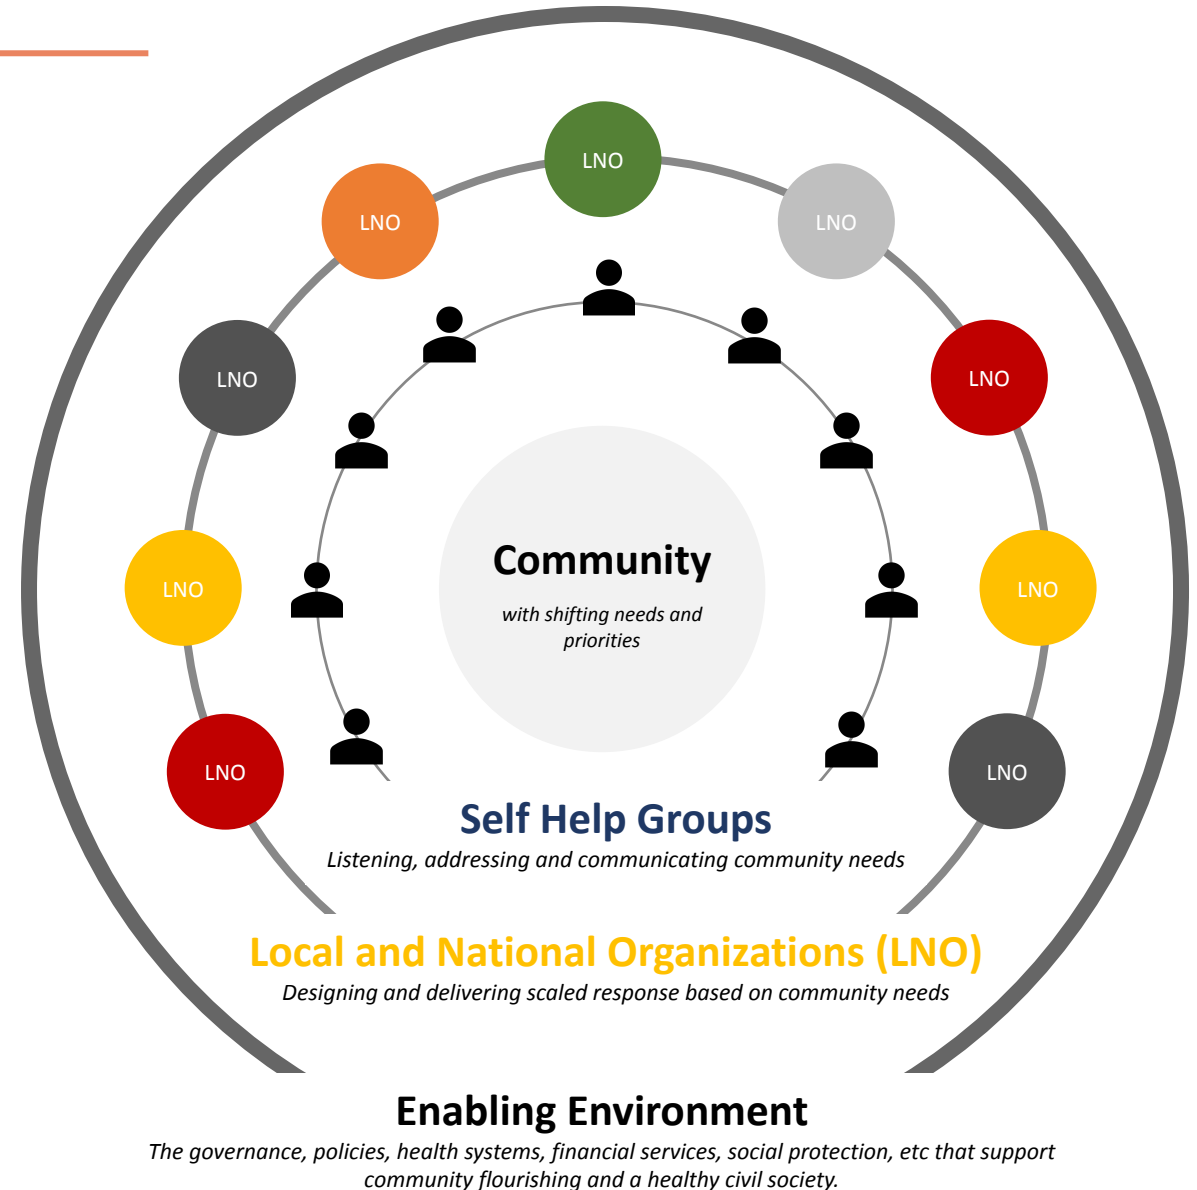 LNO
LNO
LNO
LNO
LNO
LNO
LNO
LNO
LNO
Community
with shifting needs and
priorities
Self Help Groups
Listening, addressing and communicating community needs
Local and National Organizations (LNO)
Designing and delivering scaled response based on community needs
Enabling Environment
The governance, policies, health systems, financial services, social protection, etc that support
community flourishing and a healthy civil society.